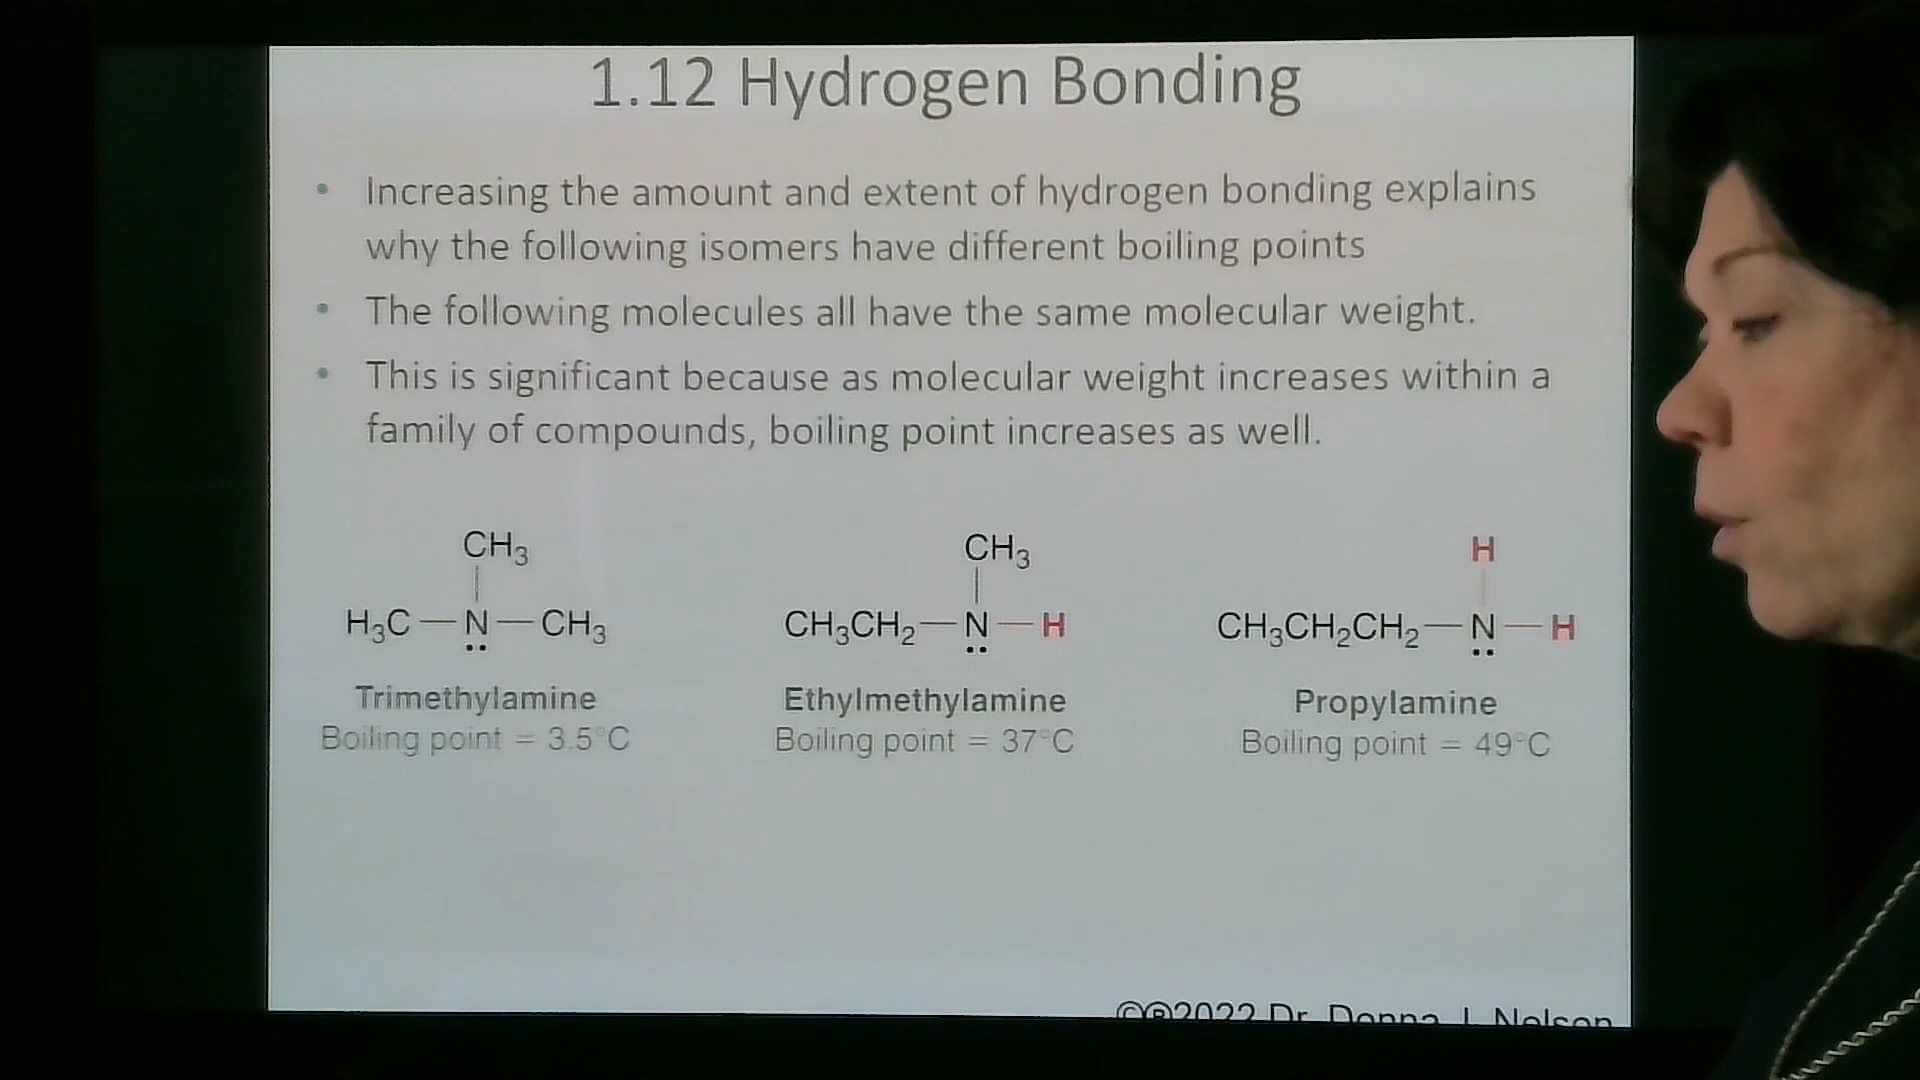 1.12 Hydrogen Bonding
• Increasing the amount and extent of hydrogen bonding explains
why the following isomers have different boiling points
• The following molecules all have the same molecular weight.
• This is significant because as molecular weight increases within a
family of compounds, boiling point increases as well.
CH₃ CH₃ H
H₃C—N—CH₃ CH₃CH₂—N—H CH₃CH₂CH₂—N—H
Trimethylamine Ethylmethylamine Propylamine
Boiling point = 3.5°C Boiling point = 37°C Boiling point = 49°C
©®2022 Dr. Donna J. Nelson